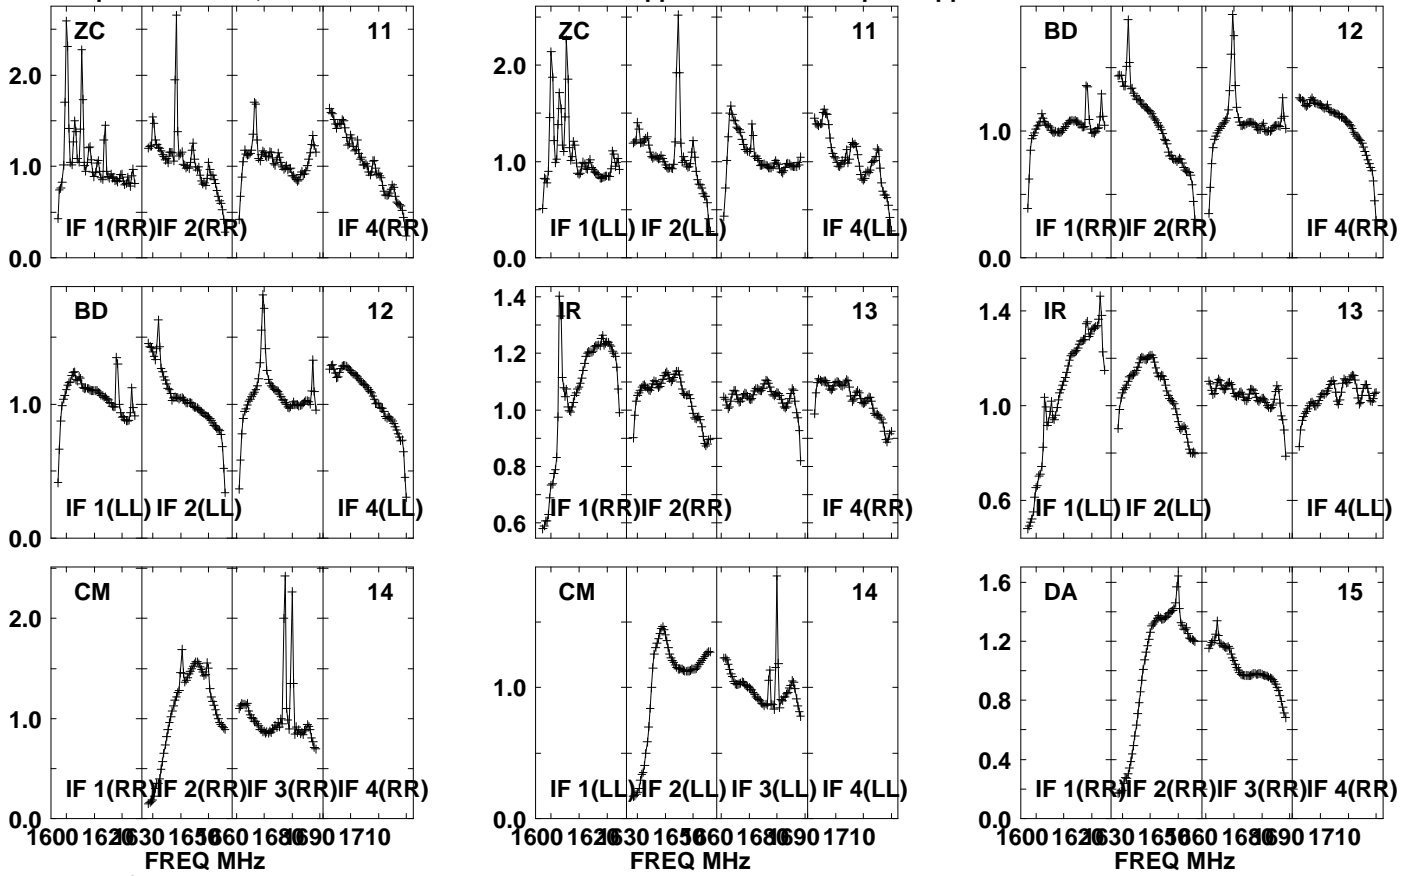 ZC 11 ZC 11 BD 12
2.0 2.0
1.0 1.0 1.0
IF 1(RR) IF 2(RR) IF 4(RR) IF 1(LL) IF 2(LL) IF 4(LL) IF 1(RR) IF 2(RR) IF 4(RR)
0.0 0.0 0.0
BD 12 IR 13 IR 13
1.4 1.4
1.2 1.2
1.0 1.0 1.0
0.8 0.8
IF 1(LL) IF 2(LL) IF 4(LL) IF 1(RR) IF 2(RR) IF 4(RR) IF 1(LL) IF 2(LL) IF 4(LL)
0.6 0.6
0.0
CM 14 CM 14 DA 15
1.6
2.0
1.2
1.0 1.0
0.8
0.4
IF 1(RR) IF 2(RR) IF 3(RR) IF 4(RR) IF 1(LL) IF 2(LL) IF 3(LL) IF 4(LL) IF 1(RR) IF 2(RR) IF 3(RR) IF 4(RR)
0.0 0.0 0.0
1600 1620 1630 1650 1660 1680 1690 1710 1600 1620 1630 1650 1660 1680 1690 1710 1600 1620 1630 1650 1660 1680 1690 1710
FREQ MHz FREQ MHz FREQ MHz